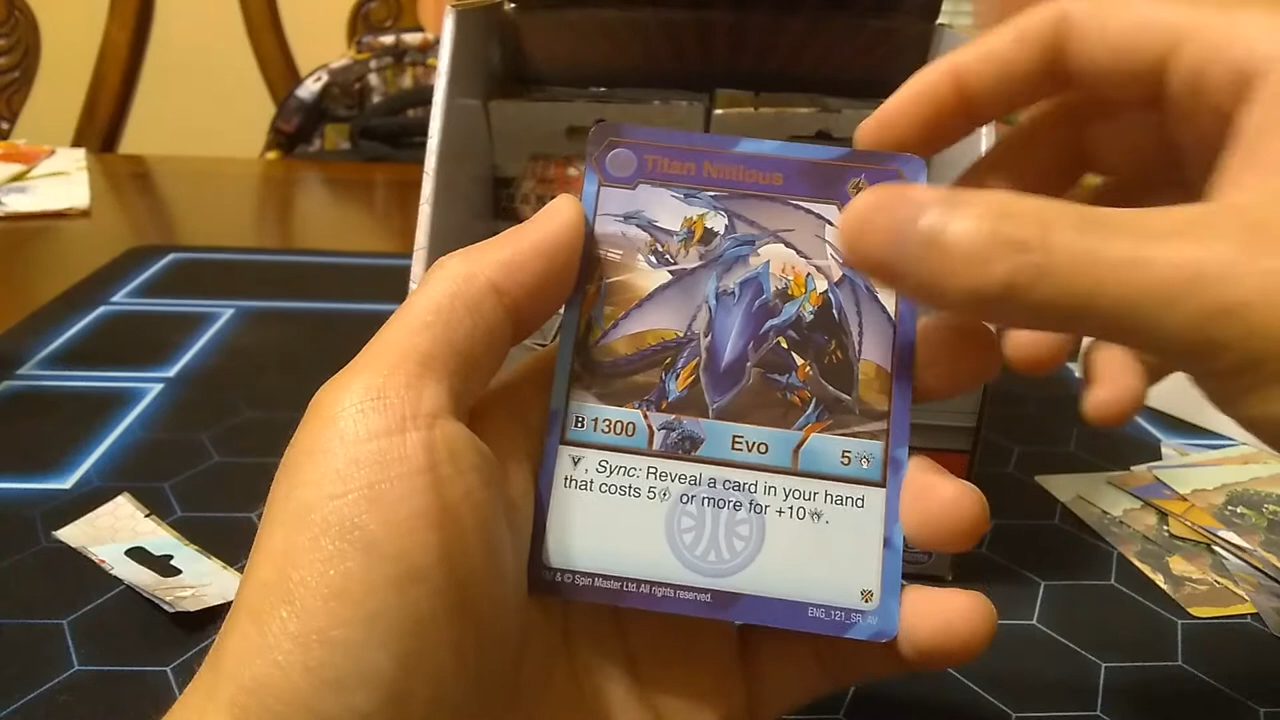 Titan Nillious
B 1300
Evo
5
, Sync: Reveal a card in your hand
that costs 5 or more for +10 .
TM & © Spin Master Ltd. All rights reserved.
ENG_121_SR_AV